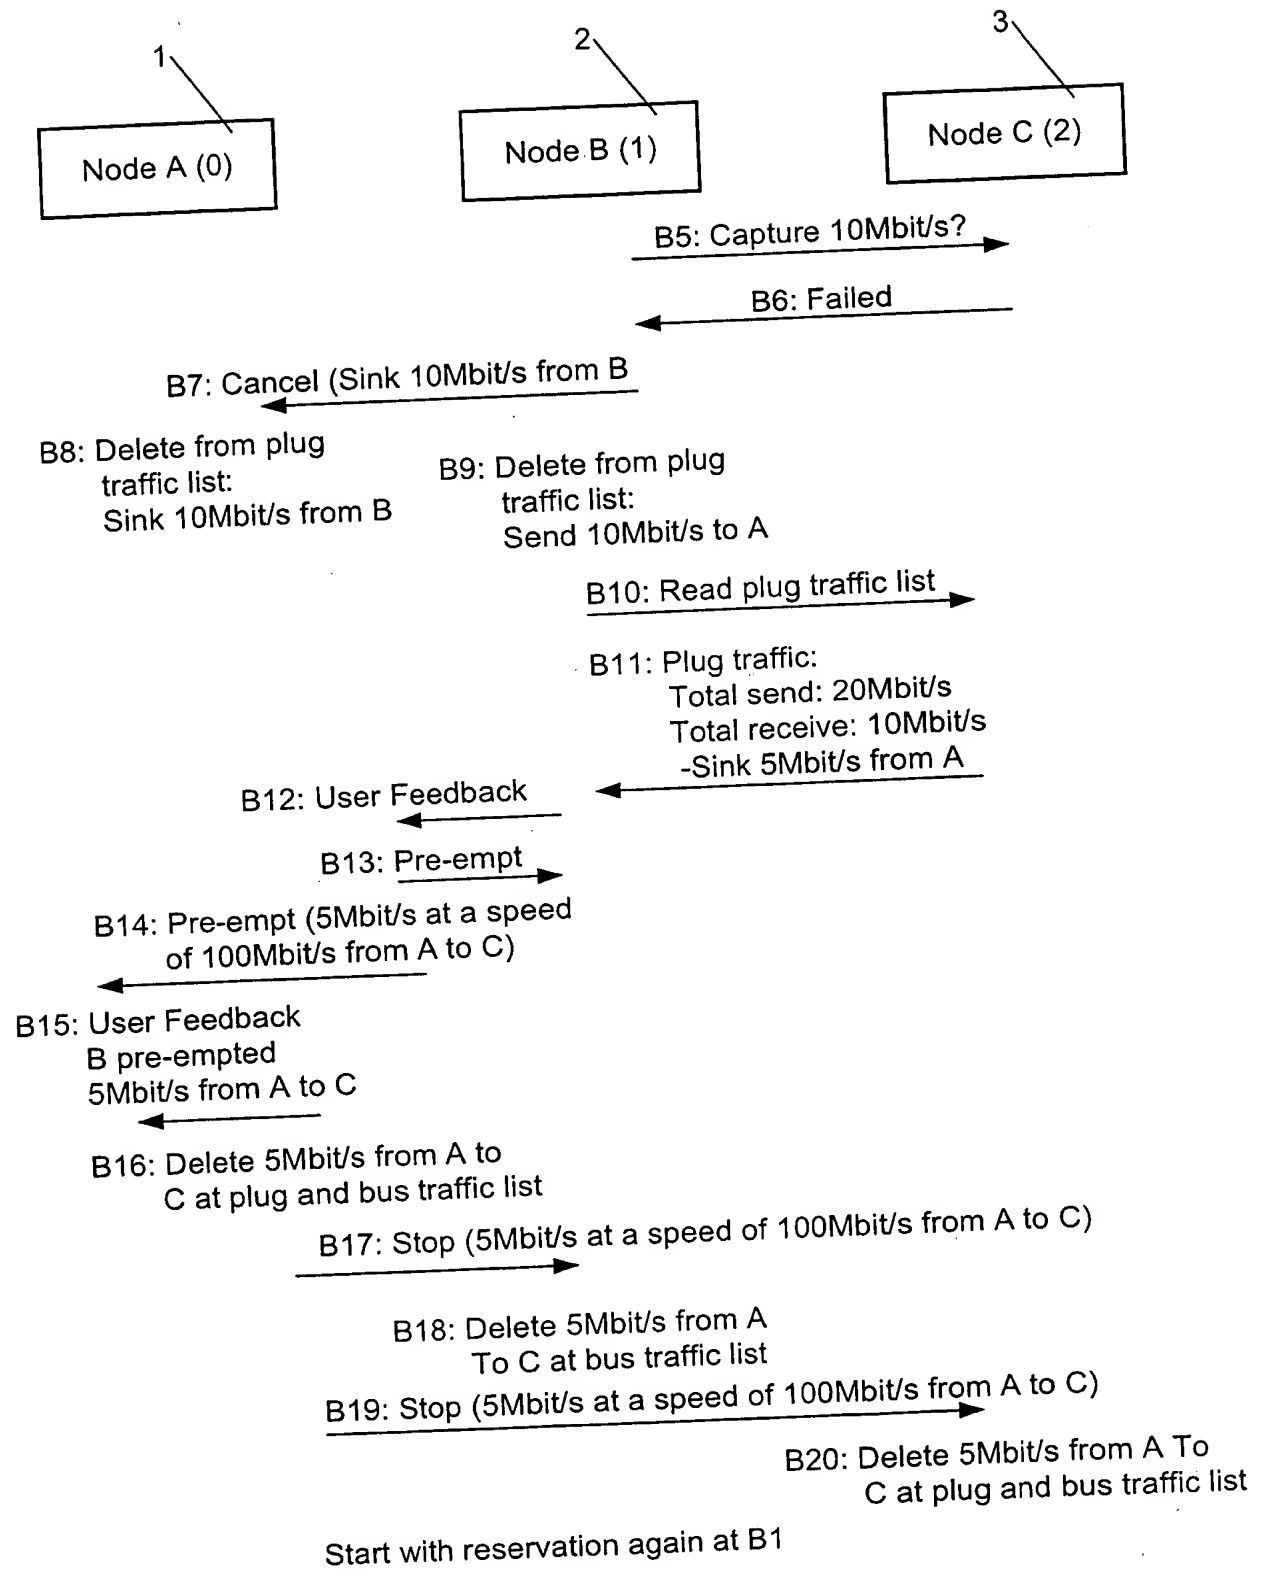 1
2
3
Node A (0)
Node B (1)
Node C (2)
B5: Capture 10Mbit/s?
B6: Failed
B7: Cancel (Sink 10Mbit/s from B
B8: Delete from plug
traffic list:
Sink 10Mbit/s from B
B9: Delete from plug
traffic list:
Send 10Mbit/s to A
B10: Read plug traffic list
B11: Plug traffic:
Total send: 20Mbit/s
Total receive: 10Mbit/s
-Sink 5Mbit/s from A
B12: User Feedback
B13: Pre-empt
B14: Pre-empt (5Mbit/s at a speed
of 100Mbit/s from A to C)
B15: User Feedback
B pre-empted
5Mbit/s from A to C
B16: Delete 5Mbit/s from A to
C at plug and bus traffic list
B17: Stop (5Mbit/s at a speed of 100Mbit/s from A to C)
B18: Delete 5Mbit/s from A
To C at bus traffic list
B19: Stop (5Mbit/s at a speed of 100Mbit/s from A to C)
B20: Delete 5Mbit/s from A To
C at plug and bus traffic list
Start with reservation again at B1